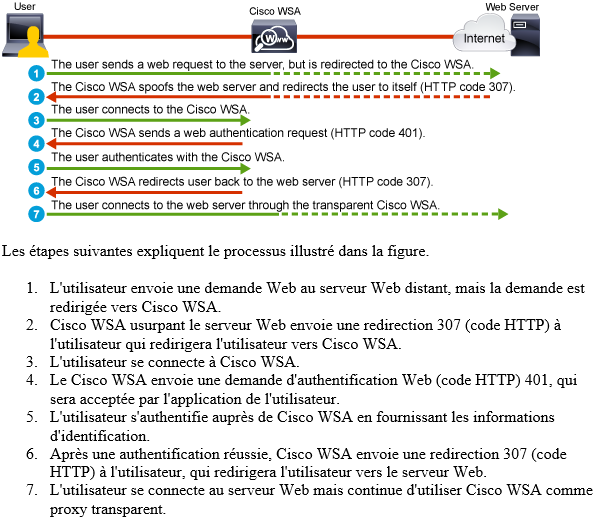 User
Cisco WSA
Web Server
Www
Internet
The user sends a web request to the server, but is redirected to the Cisco WSA.
1
The Cisco WSA spoofs the web server and redirects the user to itself (HTTP code 307).
2
The user connects to the Cisco WSA.
3
The Cisco WSA sends a web authentication request (HTTP code 401).
4
The user authenticates with the Cisco WSA.
5
The Cisco WSA redirects user back to the web server (HTTP code 307).
6
The user connects to the web server through the transparent Cisco WSA.
7
Les étapes suivantes expliquent le processus illustré dans la figure.
1. L'utilisateur envoie une demande Web au serveur Web distant, mais la demande est
redirigée vers Cisco WSA.
2. Cisco WSA usurpant le serveur Web envoie une redirection 307 (code HTTP) à
l'utilisateur qui redirigera l'utilisateur vers Cisco WSA.
3. L'utilisateur se connecte à Cisco WSA.
4. Le Cisco WSA envoie une demande d'authentification Web (code HTTP) 401, qui
sera acceptée par l'application de l'utilisateur.
5. L'utilisateur s'authentifie auprès de Cisco WSA en fournissant les informations
d'identification.
6. Après une authentification réussie, Cisco WSA envoie une redirection 307 (code
HTTP) à l'utilisateur, qui redirigera l'utilisateur vers le serveur Web.
7. L'utilisateur se connecte au serveur Web mais continue d'utiliser Cisco WSA comme
proxy transparent.